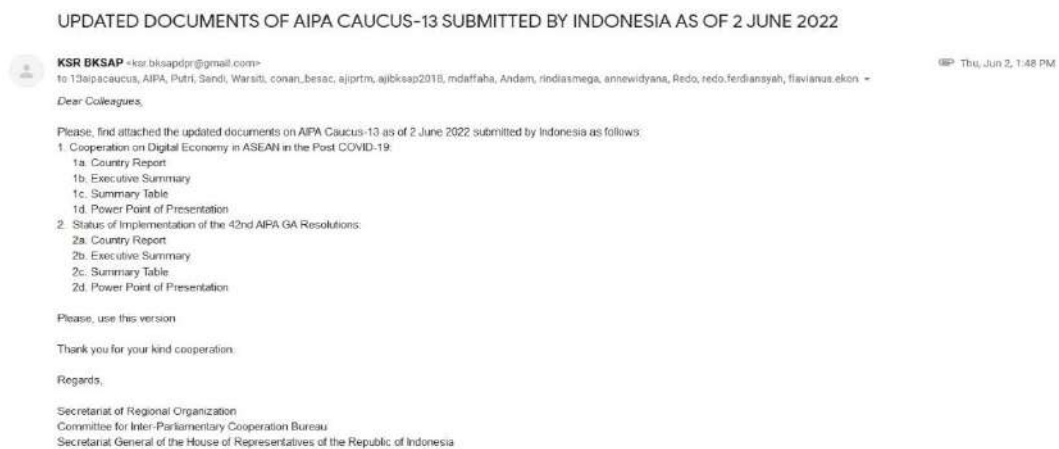 UPDATED DOCUMENTS OF AIPA CAUCUS-13 SUBMITTED BY INDONESIA AS OF 2 JUNE 2022
KSR BKSAP <ksr.bksapdpr@gmail.com>
Thu, Jun 2, 1:48 PM
to 13aipacaucus, AIPA, Putri, Sandi, Warsiti, conan_besac, ajiprtm, ajibksap2018, mdaffaha, Andam, rindiasmega, annewidyana, Redo, redo.ferdiansyah, flavianus.ekon
Dear Colleagues,
Please, find attached the updated documents on AIPA Caucus-13 as of 2 June 2022 submitted by Indonesia as follows:
1. Cooperation on Digital Economy in ASEAN in the Post COVID-19:
1a. Country Report
1b. Executive Summary
1c. Summary Table
1d. Power Point of Presentation
2. Status of Implementation of the 42nd AIPA GA Resolutions:
2a. Country Report
2b. Executive Summary
2c. Summary Table
2d. Power Point of Presentation
Please, use this version
Thank you for your kind cooperation.
Regards,
Secretariat of Regional Organization
Committee for Inter-Parliamentary Cooperation Bureau
Secretariat General of the House of Representatives of the Republic of Indonesia